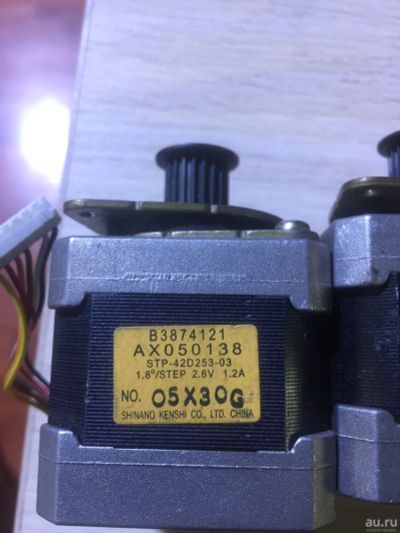 B3874121
AX050138
STP-42D253-03
1.8°/STEP 2.6V 1.2A
NO. 05X30G
SHINANO KENSHI CO., LTD. CHINA
au.ru